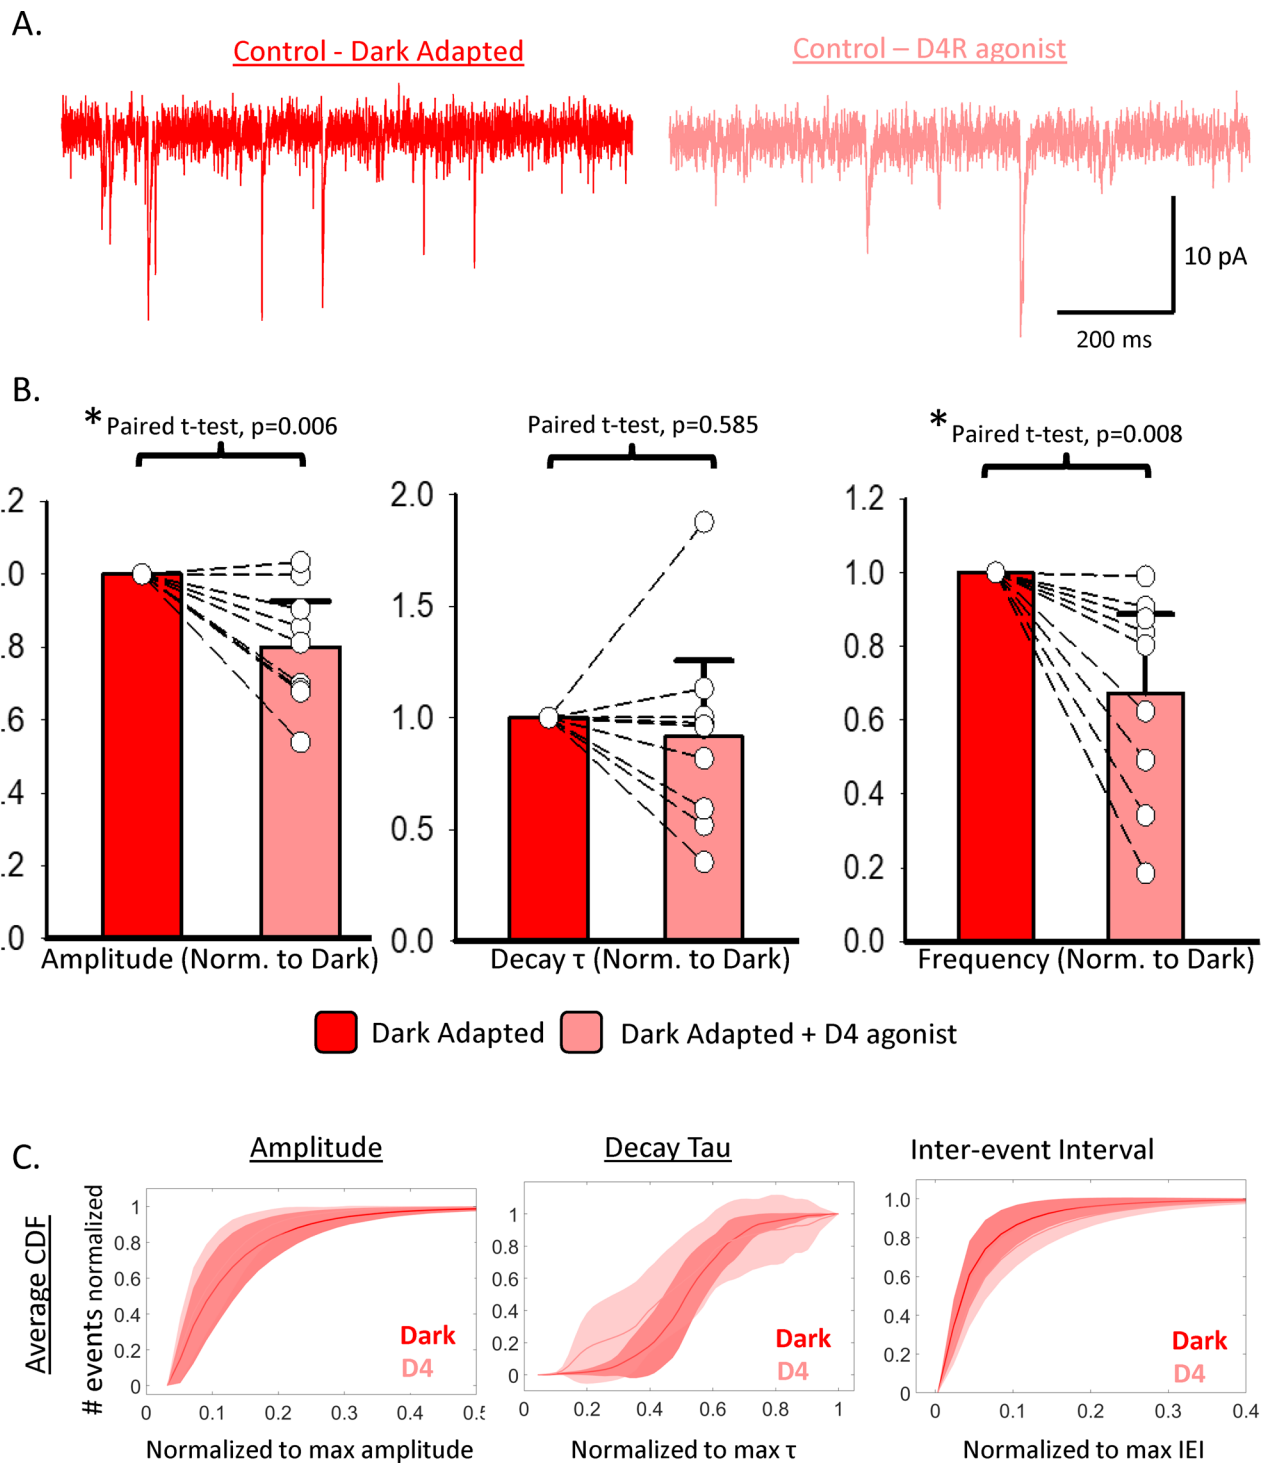 A.
Control - Dark Adapted
Control – D4R agonist
10 pA
200 ms
B.
* Paired t-test, p=0.006
Paired t-test, p=0.585
* Paired t-test, p=0.008
.2
.0
.8
.6
.4
.2
.0
Amplitude (Norm. to Dark)
2.0
1.5
1.0
0.5
0.0
Decay τ (Norm. to Dark)
1.2
1.0
0.8
0.6
0.4
0.2
0.0
Frequency (Norm. to Dark)
Dark Adapted
Dark Adapted + D4 agonist
C.
Average CDF
# events normalized
Amplitude
1
0.8
0.6
0.4
0.2
0
Dark
D4
0 0.1 0.2 0.3 0.4 0.5
Normalized to max amplitude
Decay Tau
1
0.8
0.6
0.4
0.2
0
Dark
D4
0 0.2 0.4 0.6 0.8 1
Normalized to max τ
Inter-event Interval
1.0
0.8
0.6
0.4
0.2
0
Dark
D4
0 0.1 0.2 0.3 0.4
Normalized to max IEI